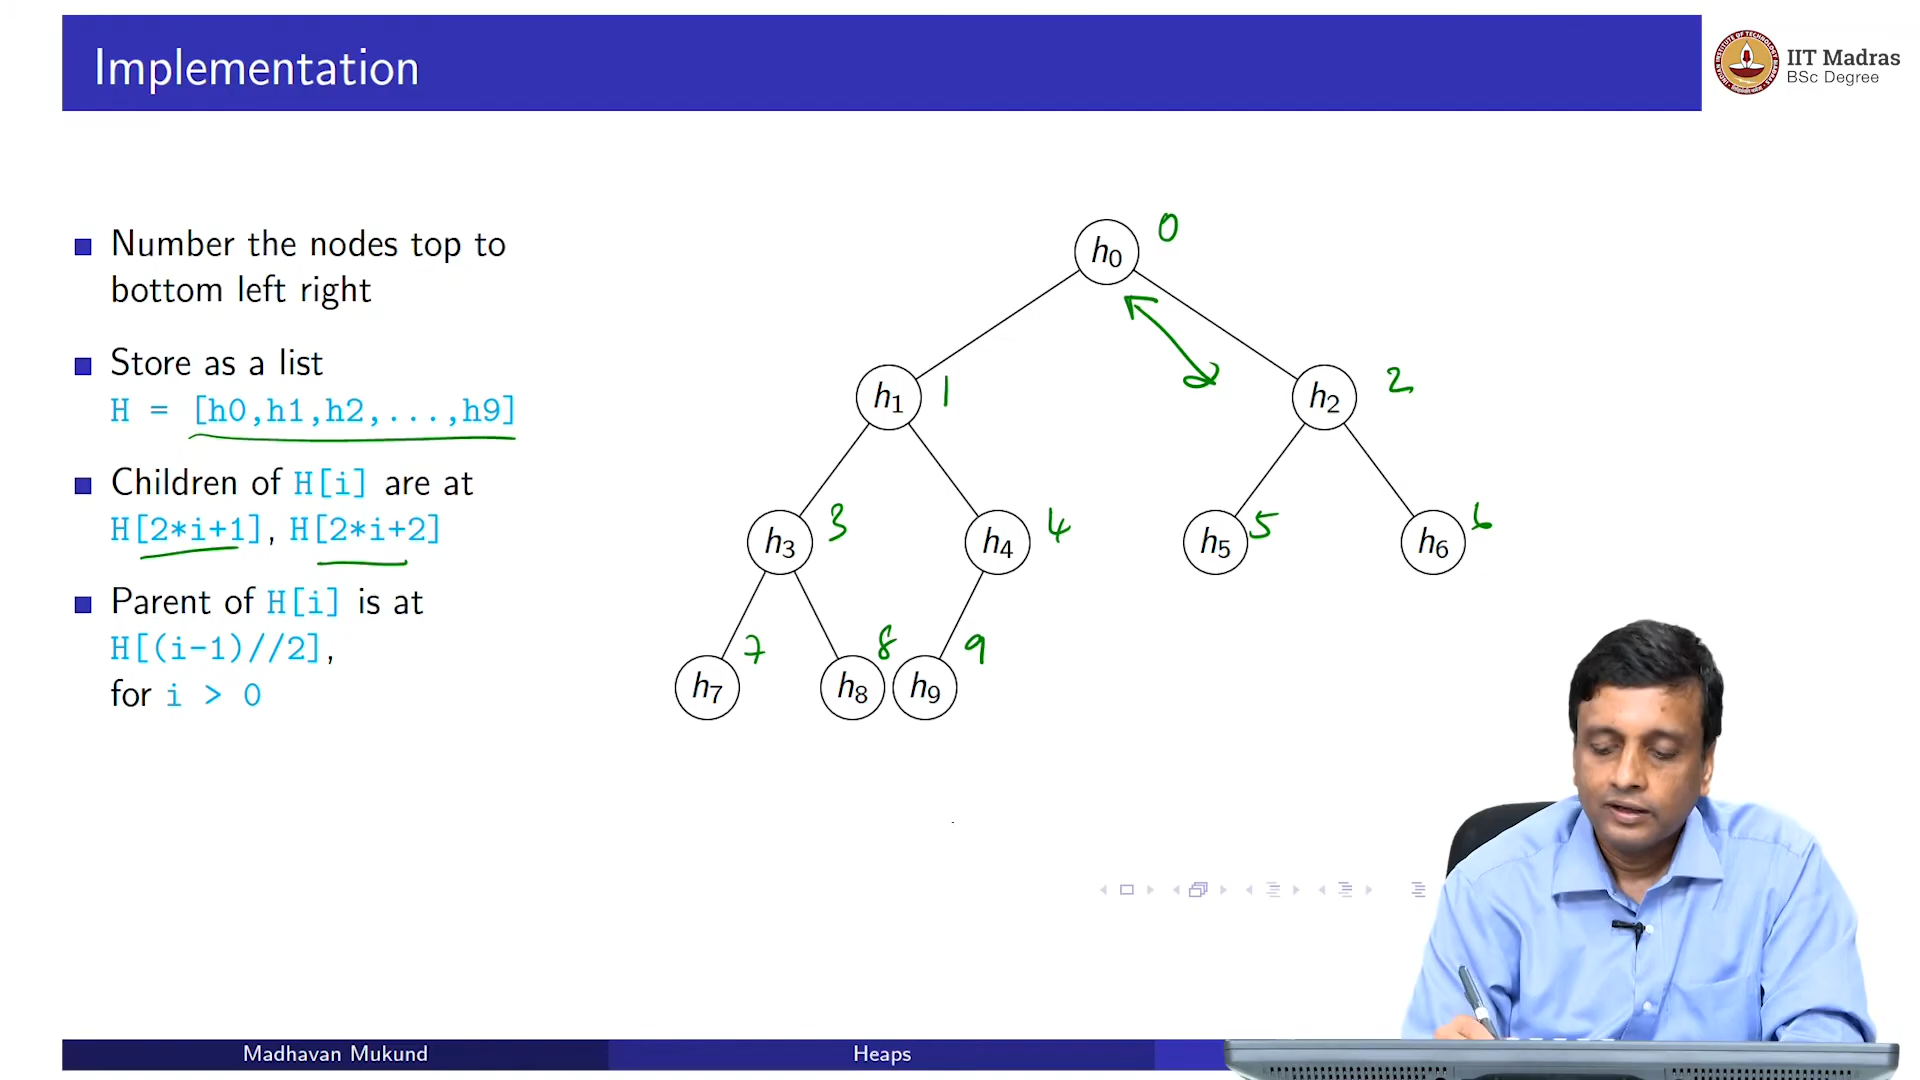 Implementation
IIT Madras
BSc Degree
Number the nodes top to
bottom left right
Store as a list
H = [h0,h1,h2,...,h9]
Children of H[i] are at
H[2*i+1], H[2*i+2]
Parent of H[i] is at
H[(i-1)//2],
for i > 0
h₀ 0
h₁ 1 h₂ 2
h₃ 3 h₄ 4 h₅ 5 h₆ 6
h₇ 7 h₈ 8 h₉ 9
Madhavan Mukund Heaps